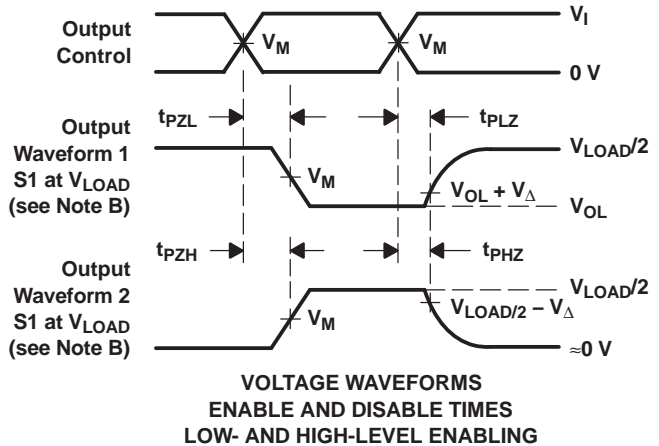 Output
Control
V_M
V_M
V_I
0 V
Output
Waveform 1
S1 at V_LOAD
(see Note B)
t_PZL
t_PLZ
V_M
V_LOAD/2
V_OL + V_Δ
V_OL
Output
Waveform 2
S1 at V_LOAD
(see Note B)
t_PZH
t_PHZ
V_M
V_LOAD/2
V_LOAD/2 – V_Δ
≈0 V
VOLTAGE WAVEFORMS
ENABLE AND DISABLE TIMES
LOW- AND HIGH-LEVEL ENABLING